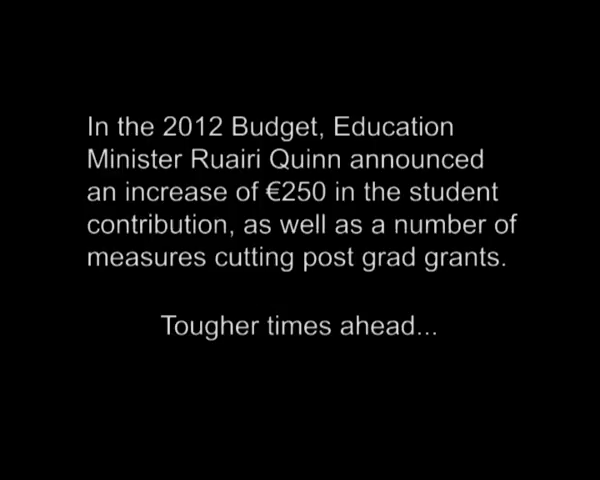 In the 2012 Budget, Education
Minister Ruairi Quinn announced
an increase of €250 in the student
contribution, as well as a number of
measures cutting post grad grants.
Tougher times ahead...